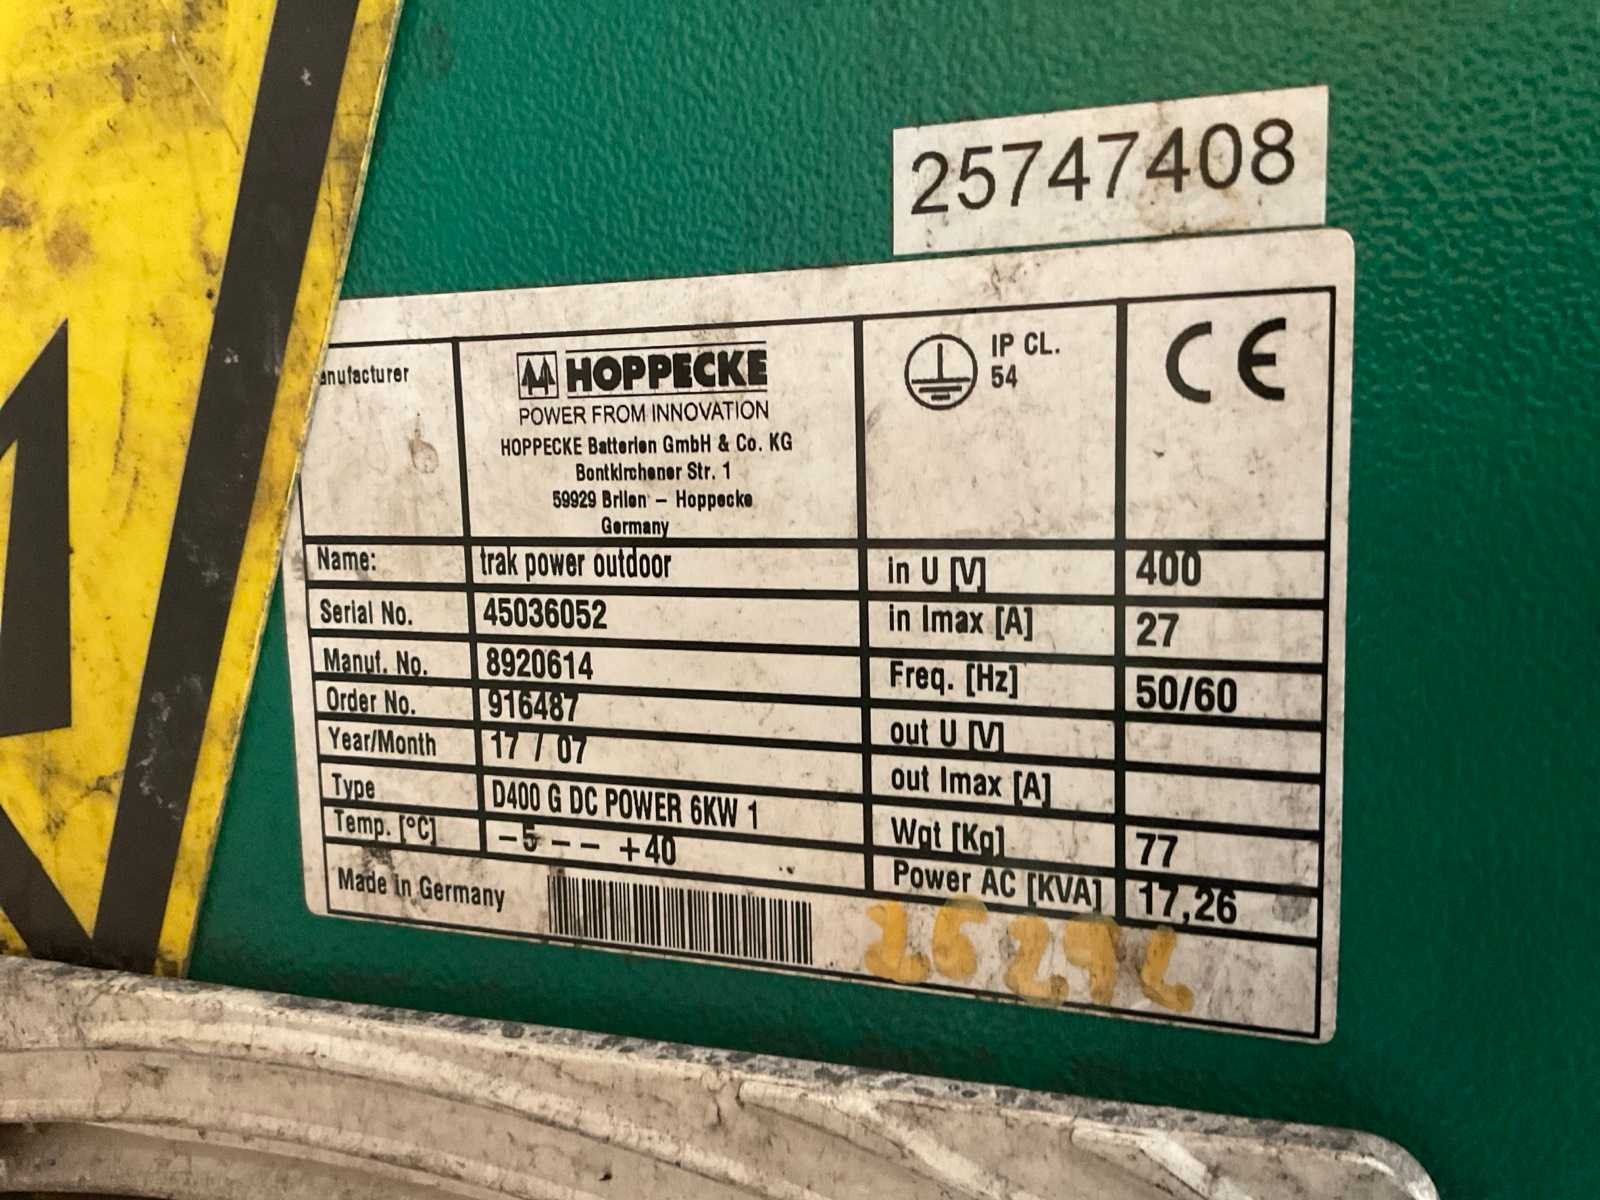 25747408
anufacturer
HOPPECKE
POWER FROM INNOVATION
HOPPECKE Batterien GmbH & Co. KG
Bontkirchener Str. 1
59929 Brilon - Hoppecke
Germany
IP CL.
54
CE
Name: trak power outdoor
Serial No. 45036052
Manuf. No. 8920614
Order No. 916487
Year/Month 17 / 07
Type D400 G DC POWER 6KW 1
Temp. [°C] -5 -- +40
Made in Germany
in U [V] 400
in Imax [A] 27
Freq. [Hz] 50/60
out U [V]
out Imax [A]
Wgt [Kg] 77
Power AC [KVA] 17,26